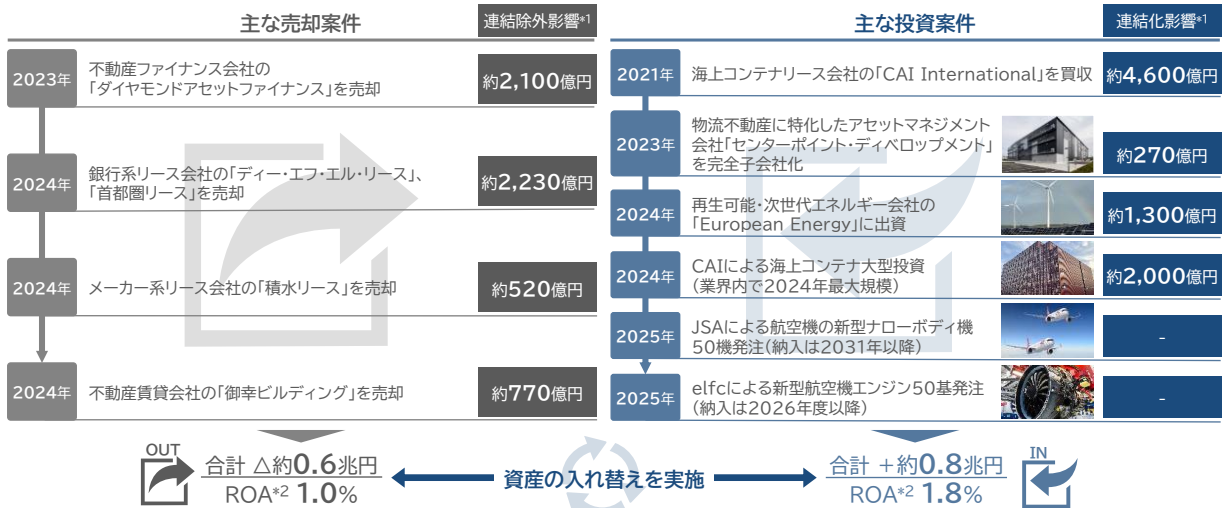 主な売却案件
連結除外影響*1
2023年
不動産ファイナンス会社の
「ダイヤモンドアセットファイナンス」を売却
約2,100億円
2024年
銀行系リース会社の「ディー・エフ・エル・リース」、
「首都圏リース」を売却
約2,230億円
2024年
メーカー系リース会社の「積水リース」を売却
約520億円
2024年
不動産賃貸会社の「御幸ビルディング」を売却
約770億円
OUT
合計 △約0.6兆円
ROA*2 1.0%
資産の入れ替えを実施
主な投資案件
連結化影響*1
2021年
海上コンテナリース会社の「CAI International」を買収
約4,600億円
2023年
物流不動産に特化したアセットマネジメント
会社「センターポイント・ディベロップメント」
を完全子会社化
約270億円
2024年
再生可能・次世代エネルギー会社の
「European Energy」に出資
約1,300億円
2024年
CAIによる海上コンテナ大型投資
（業界内で2024年最大規模）
約2,000億円
2025年
JSAによる航空機の新型ナローボディ機
50機発注（納入は2031年以降）
-
2025年
elfcによる新型航空機エンジン50基発注
（納入は2026年度以降）
-
合計 +約0.8兆円
ROA*2 1.8%
IN